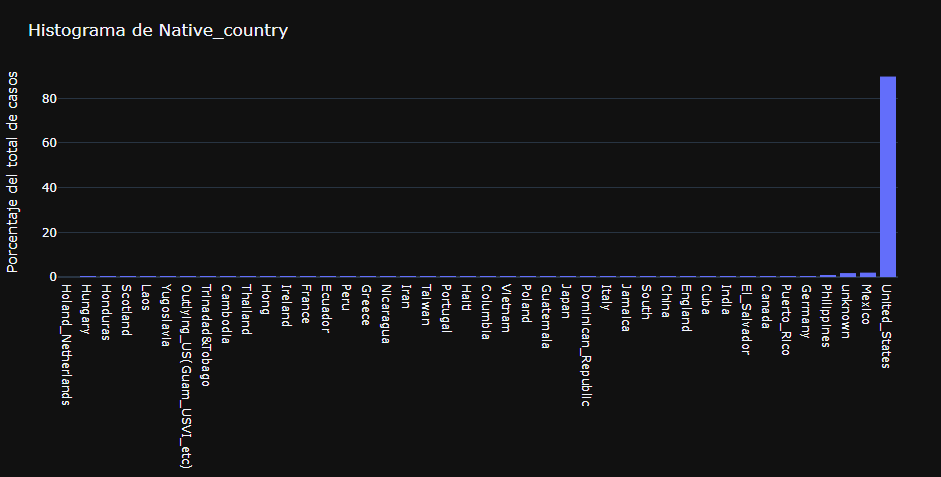 Histograma de Native_country
Porcentaje del total de casos
80
60
40
20
0
Holand_Netherlands
Hungary
Honduras
Scotland
Laos
Yugoslavia
Outlying_US(Guam_USVI_etc)
Trinadad&Tobago
Cambodia
Thailand
Hong
Ireland
France
Ecuador
Peru
Greece
Nicaragua
Iran
Taiwan
Portugal
Haiti
Columbia
Vietnam
Poland
Guatemala
Japan
Dominican_Republic
Italy
Jamaica
South
China
England
Cuba
India
El_Salvador
Canada
Puerto_Rico
Germany
Philippines
unknown
Mexico
United_States